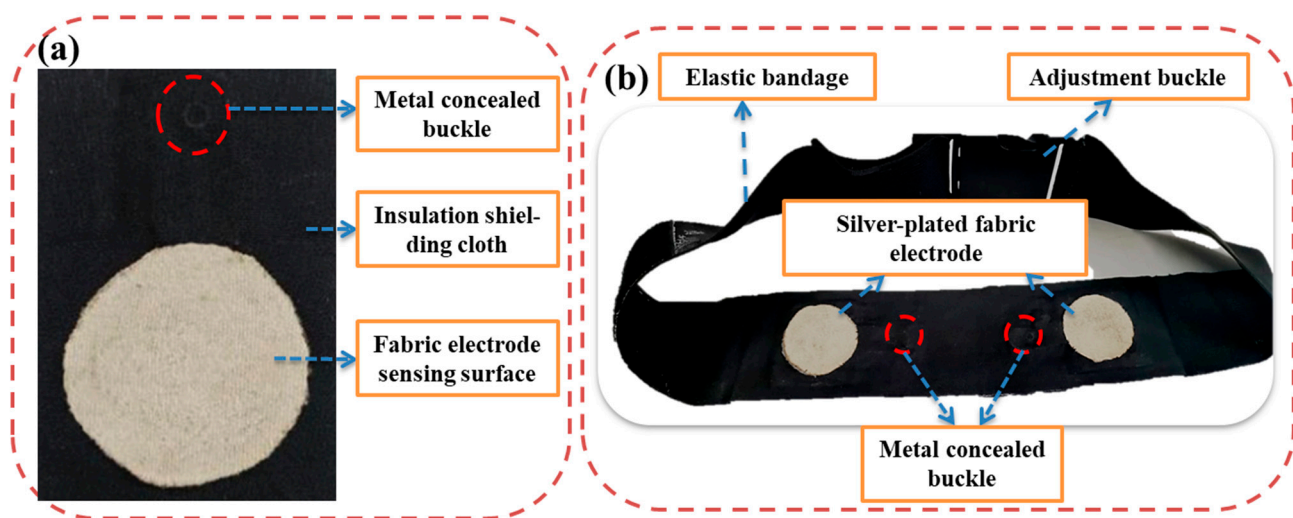 (a)
Metal concealed
buckle
Insulation shiel-
ding cloth
Fabric electrode
sensing surface
(b)
Elastic bandage
Adjustment buckle
Silver-plated fabric
electrode
Metal concealed
buckle